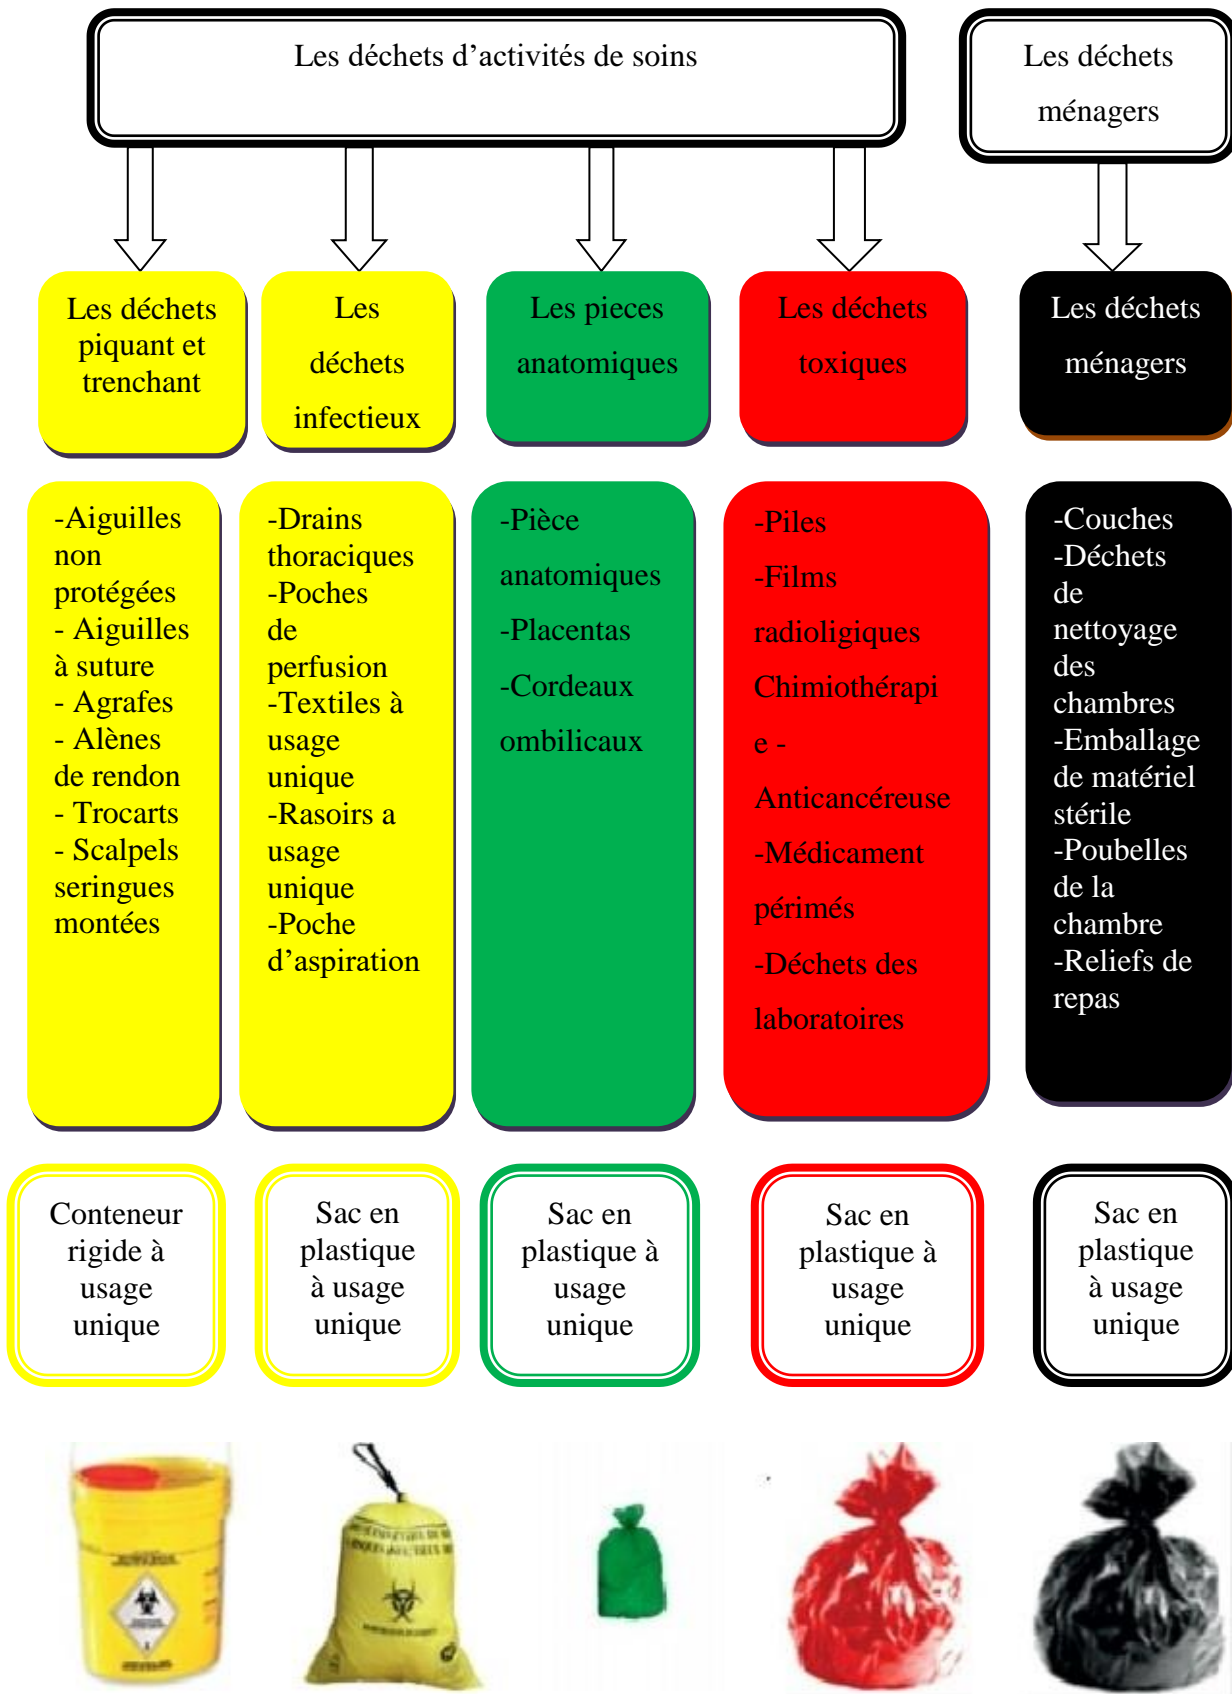 Les déchets d’activités de soins
Les déchets
ménagers
Les déchets
piquant et
trenchant
Les
déchets
infectieux
Les pieces
anatomiques
Les déchets
toxiques
Les déchets
ménagers
-Aiguilles
non
protégées
- Aiguilles
à suture
- Agrafes
- Alènes
de rendon
- Trocarts
- Scalpels
seringues
montées
-Drains
thoraciques
-Poches
de
perfusion
-Textiles à
usage
unique
-Rasoirs a
usage
unique
-Poche
d’aspiration
-Pièce
anatomiques
-Placentas
-Cordeaux
ombilicaux
-Piles
-Films
radioligiques
Chimiothérapi
e -
Anticancéreuse
-Médicament
périmés
-Déchets des
laboratoires
-Couches
-Déchets
de
nettoyage
des
chambres
-Emballage
de matériel
stérile
-Poubelles
de la
chambre
-Reliefs de
repas
Conteneur
rigide à
usage
unique
Sac en
plastique
à usage
unique
Sac en
plastique à
usage
unique
Sac en
plastique à
usage
unique
Sac en
plastique
à usage
unique